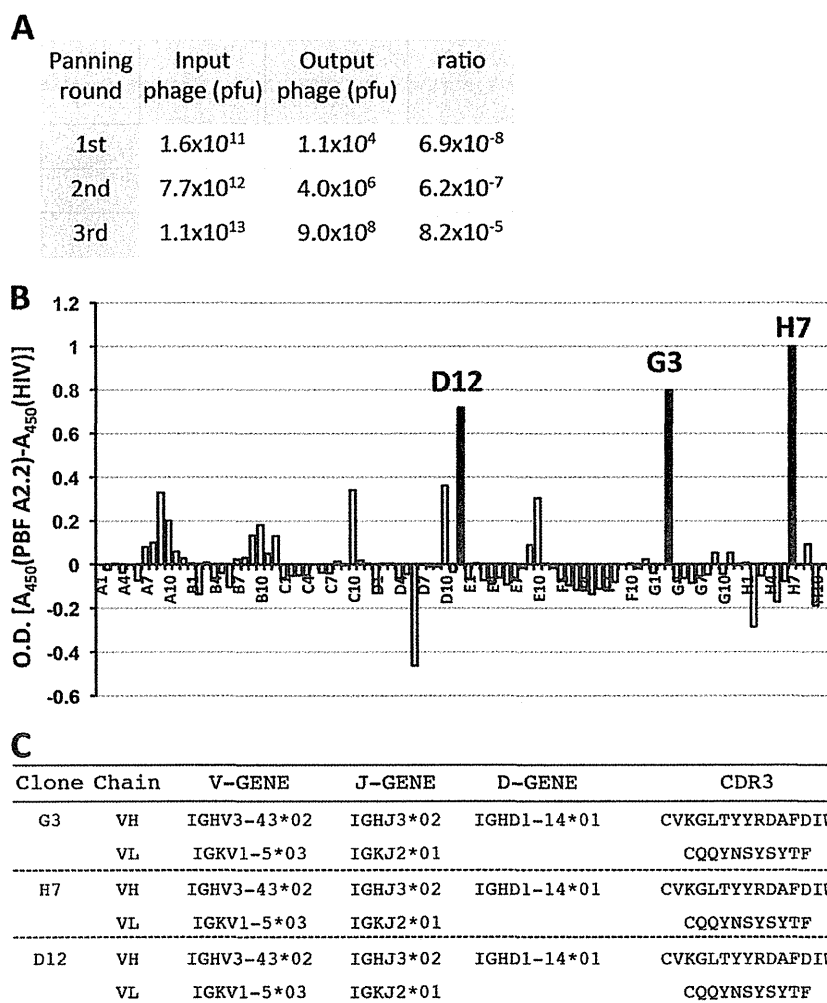 A
Panning round Input phage (pfu) Output phage (pfu) ratio
1st 1.6x10^11 1.1x10^4 6.9x10^-8
2nd 7.7x10^12 4.0x10^6 6.2x10^-7
3rd 1.1x10^13 9.0x10^8 8.2x10^-5
B
O.D. [A450(PBF A2.2)-A450(HIV)]
1.2
1
0.8
0.6
0.4
0.2
0
-0.2
-0.4
-0.6
D12
G3
H7
A1 A4 A7 A10 B1 B4 B7 B10 C1 C4 C7 C10 D1 D4 D7 D10 E1 E7 E10 F10 G1 G7 G10 H1 H7 H10
C
Clone Chain V-GENE J-GENE D-GENE CDR3
G3 VH IGHV3-43*02 IGHJ3*02 IGHD1-14*01 CVKGLTYYRDAFDI
VL IGKV1-5*03 IGKJ2*01 CQQYNSYSYTF
H7 VH IGHV3-43*02 IGHJ3*02 IGHD1-14*01 CVKGLTYYRDAFDI
VL IGKV1-5*03 IGKJ2*01 CQQYNSYSYTF
D12 VH IGHV3-43*02 IGHJ3*02 IGHD1-14*01 CVKGLTYYRDAFDI
VL IGKV1-5*03 IGKJ2*01 CQQYNSYSYTF